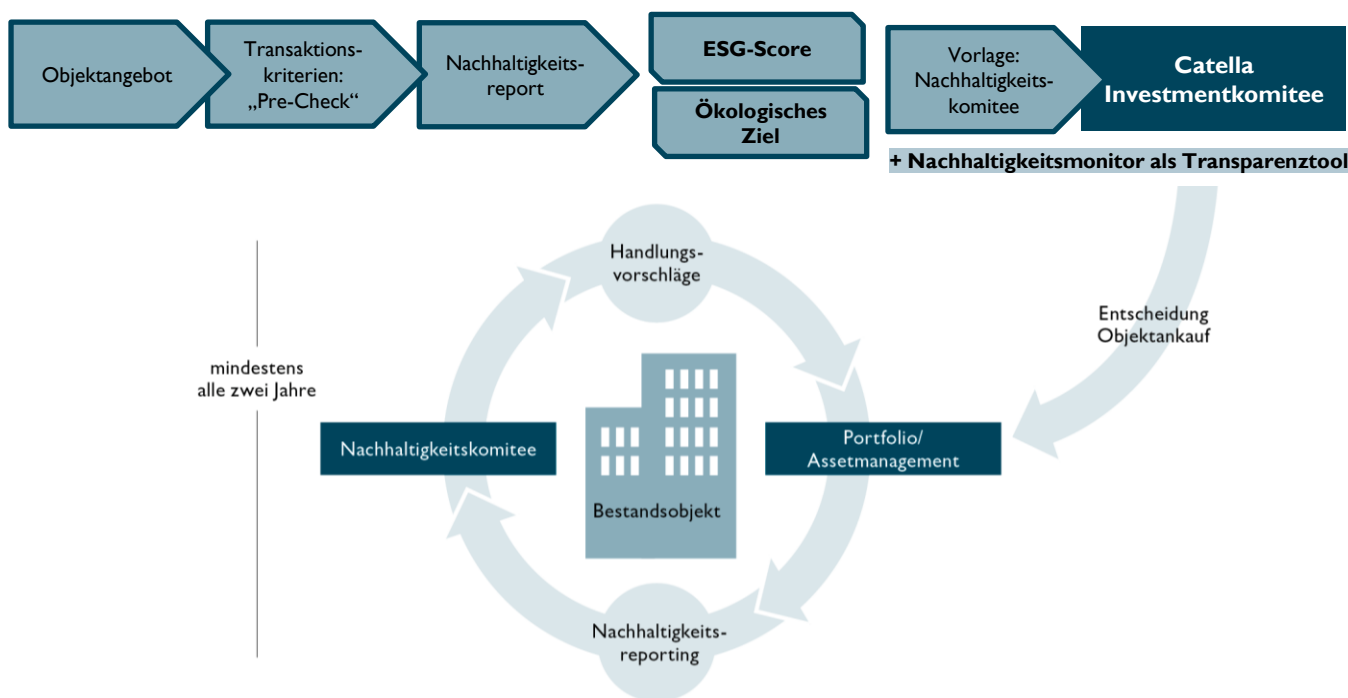 Objektangebot
Transaktions-
kriterien:
„Pre-Check“
Nachhaltigkeits-
report
ESG-Score
Ökologisches
Ziel
Vorlage:
Nachhaltigkeits-
komitee
Catella
Investmentkomitee
+ Nachhaltigkeitsmonitor als Transparenztool
Handlungs-
vorschläge
Entscheidung
Objektankauf
mindestens
alle zwei Jahre
Nachhaltigkeitskomitee
Portfolio/
Assetmanagement
Bestandsobjekt
Nachhaltigkeits-
reporting